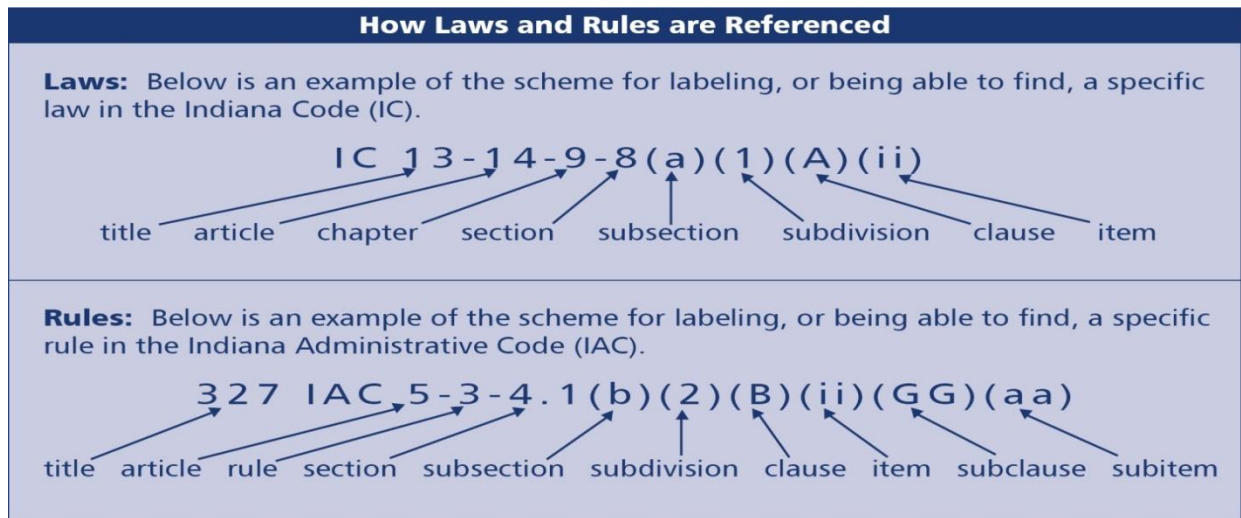 How Laws and Rules are Referenced
Laws: Below is an example of the scheme for labeling, or being able to find, a specific
law in the Indiana Code (IC).
IC 13-14-9-8(a)(1)(A)(ii)
title article chapter section subsection subdivision clause item
Rules: Below is an example of the scheme for labeling, or being able to find, a specific
rule in the Indiana Administrative Code (IAC).
327 IAC 5-3-4.1(b)(2)(B)(ii)(GG)(aa)
title article rule section subsection subdivision clause item subclause subitem